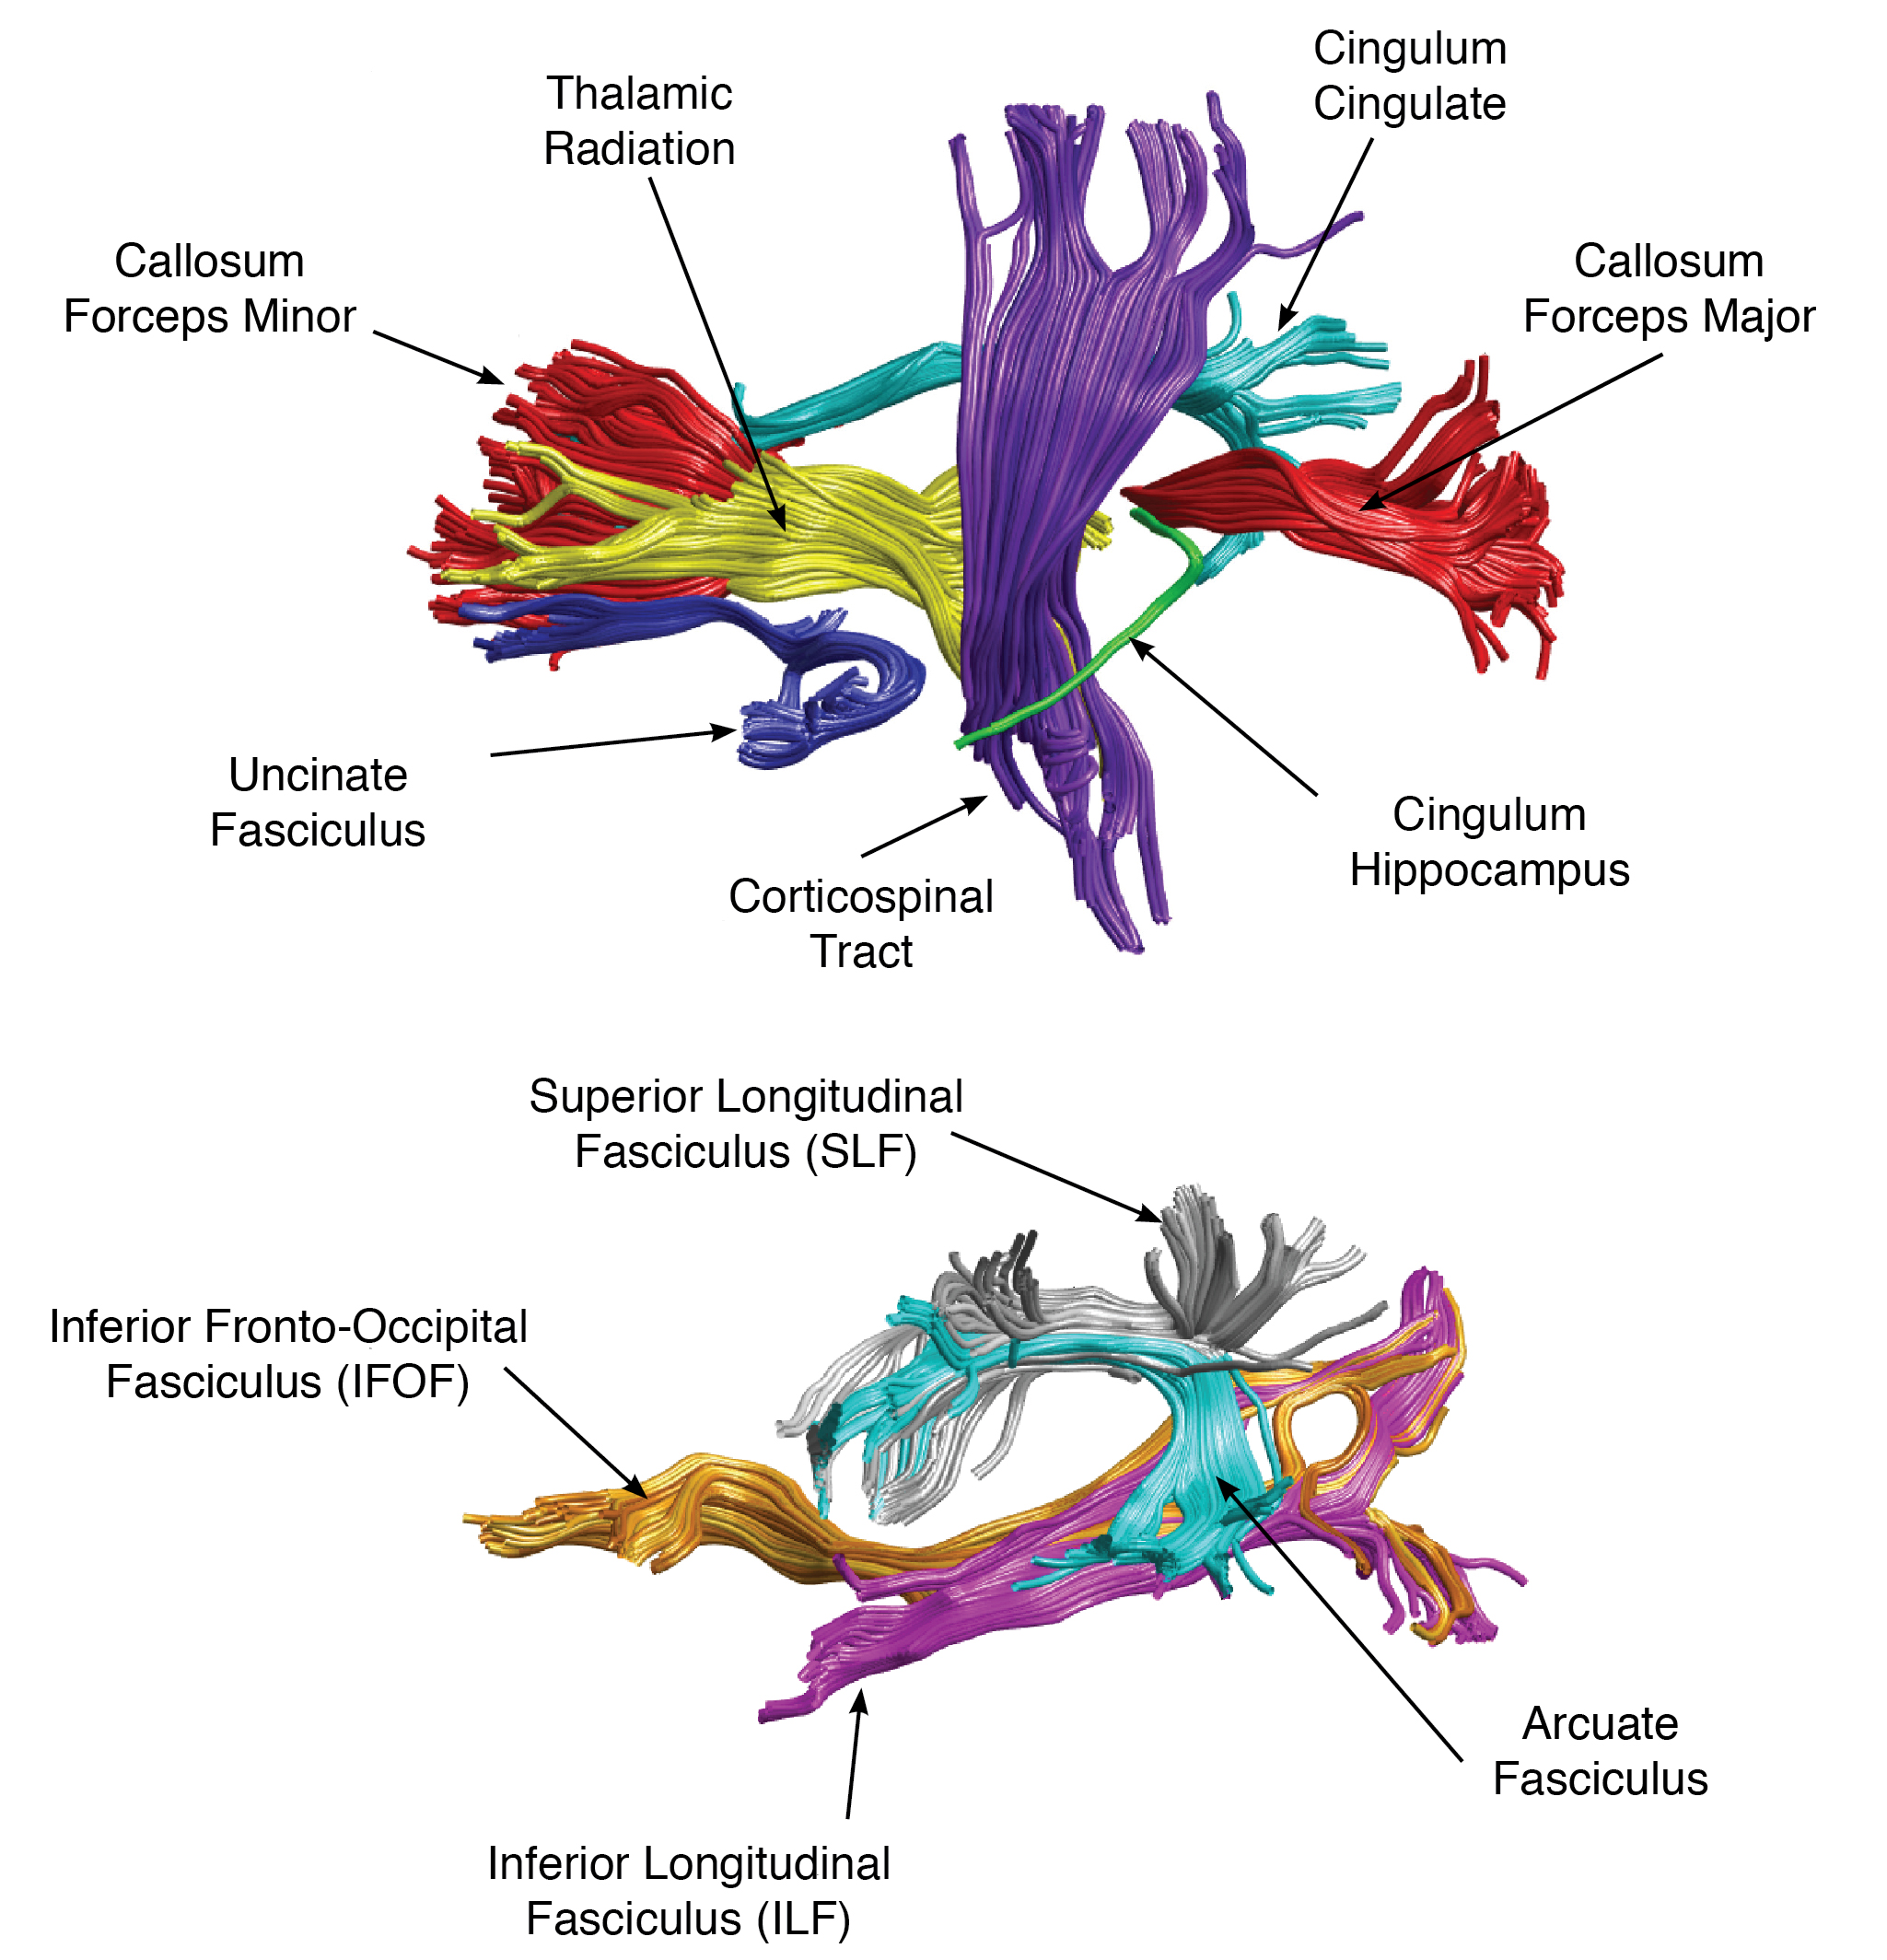 Cingulum
Cingulate
Thalamic
Radiation
Callosum
Forceps Minor
Callosum
Forceps Major
Uncinate
Fasciculus
Cingulum
Hippocampus
Corticospinal
Tract
Superior Longitudinal
Fasciculus (SLF)
Inferior Fronto-Occipital
Fasciculus (IFOF)
Arcuate
Fasciculus
Inferior Longitudinal
Fasciculus (ILF)